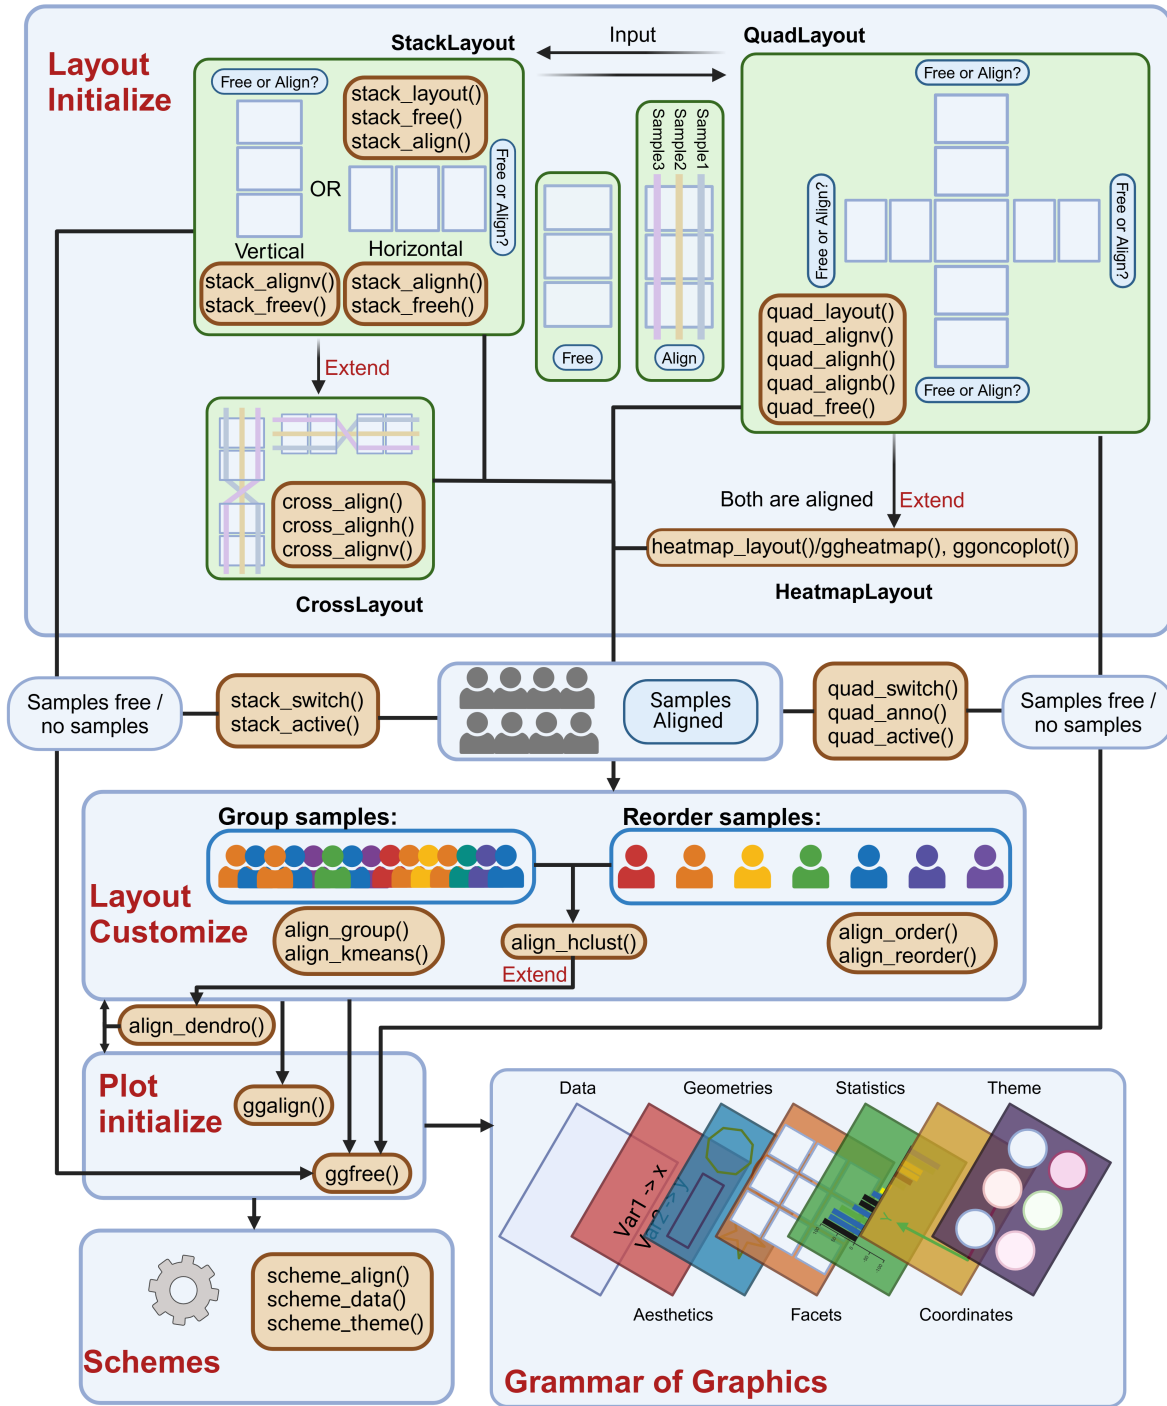 Layout
Initialize
StackLayout
Input
QuadLayout
Free or Align?
stack_layout()
stack_free()
stack_align()
OR
Free or Align?
Vertical
Horizontal
stack_alignv()
stack_freev()
stack_alignh()
stack_freeh()
Free
Sample3
Sample2
Sample1
Align
Free or Align?
Free or Align?
Free or Align?
quad_layout()
quad_alignv()
quad_alignh()
quad_alignb()
quad_free()
Free or Align?
Extend
cross_align()
cross_alignh()
cross_alignv()
CrossLayout
Both are aligned
Extend
heatmap_layout()/ggheatmap(), ggoncoplot()
HeatmapLayout
Samples free /
no samples
stack_switch()
stack_active()
Samples
Aligned
quad_switch()
quad_anno()
quad_active()
Samples free /
no samples
Group samples:
Reorder samples:
Layout
Customize
align_group()
align_kmeans()
align_hclust()
align_order()
align_reorder()
Extend
align_dendro()
Plot
initialize
ggalign()
ggfree()
Data
Geometries
Statistics
Theme
Var1 -> x
Var2 -> y
Y
Aesthetics
Facets
Coordinates
Grammar of Graphics
scheme_align()
scheme_data()
scheme_theme()
Schemes